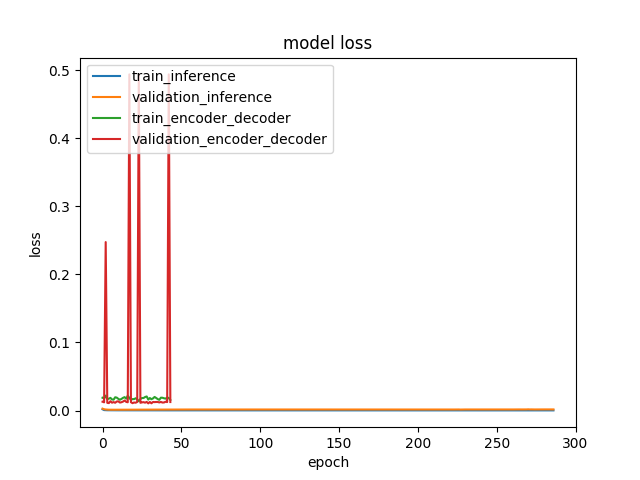 model loss
train_inference
validation_inference
train_encoder_decoder
validation_encoder_decoder
loss
0.5
0.4
0.3
0.2
0.1
0.0
0 50 100 150 200 250 300
epoch